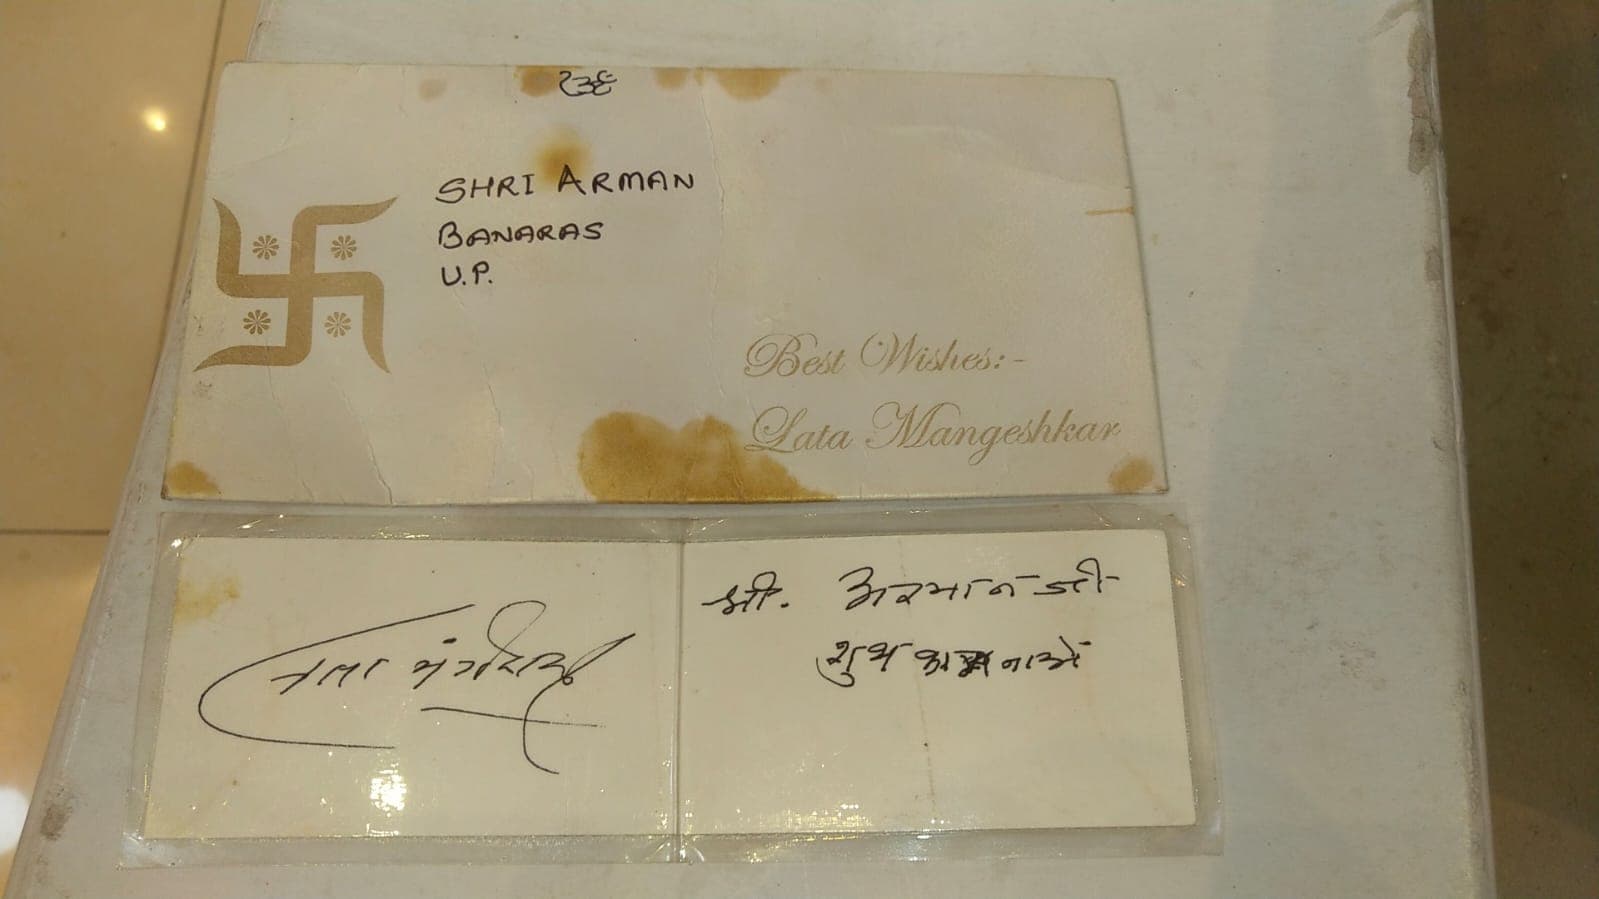 SHRI ARMAN
BANARAS
U.P.
Best Wishes:-
Lata Mangeshkar
लता मंगेशकर
श्री. अरमान जी
शुभ कामनाओं